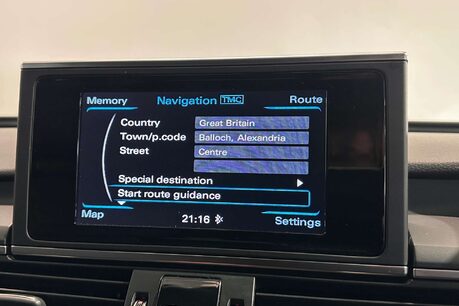 Memory Navigation TMC Route
Country Great Britain
Town/p.code Balloch, Alexandria
Street Centre
Special destination
Start route guidance
Map 21:16 Settings